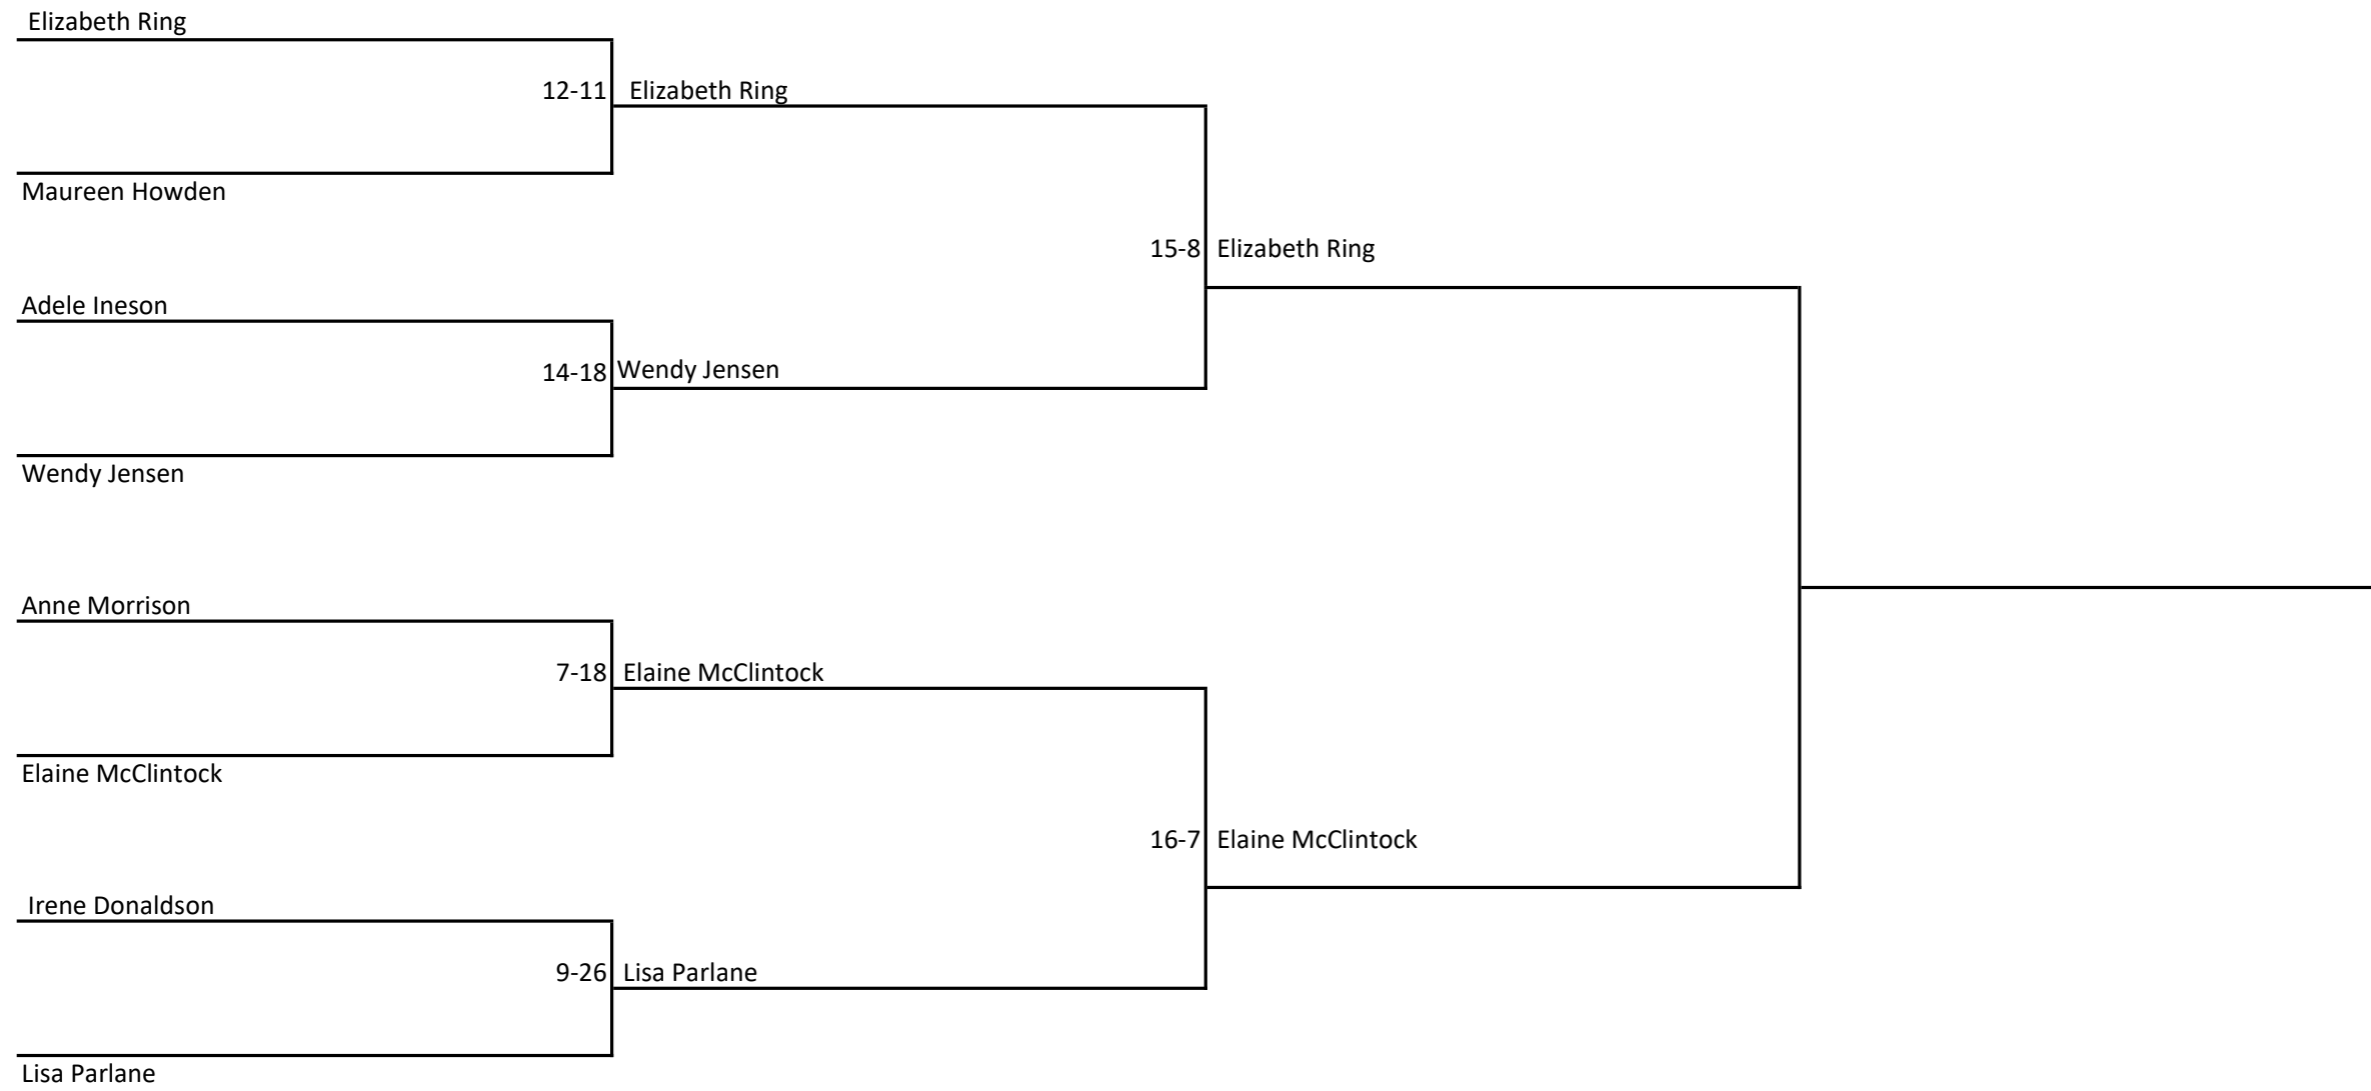 Elizabeth Ring
12-11 Elizabeth Ring
Maureen Howden
15-8 Elizabeth Ring
Adele Ineson
14-18 Wendy Jensen
Wendy Jensen
Anne Morrison
7-18 Elaine McClintock
Elaine McClintock
16-7 Elaine McClintock
Irene Donaldson
9-26 Lisa Parlane
Lisa Parlane